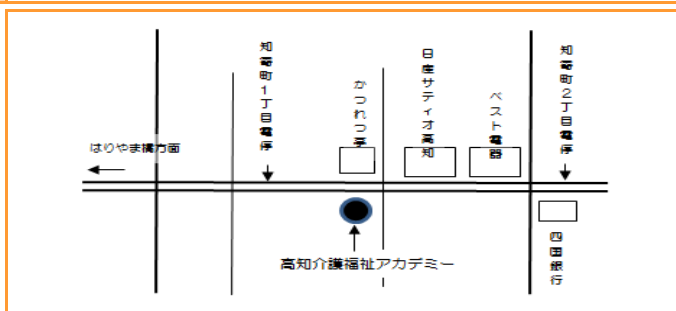 知寄町1丁目電停
かつれつ亭
日産サティオ高知
ベスト電器
知寄町2丁目電停
はりやま橋方面
四国銀行
高知介護福祉アカデミー